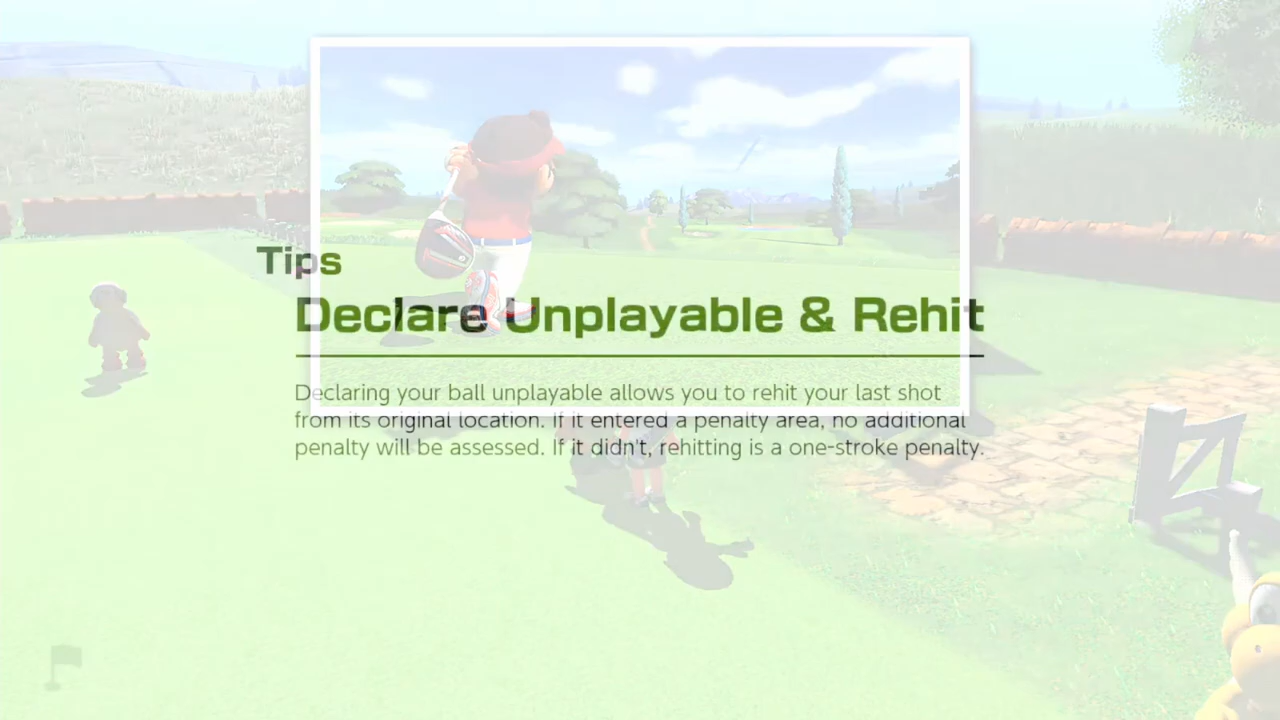 Tips
Declare Unplayable & Rehit
Declaring your ball unplayable allows you to rehit your last shot
from its original location. If it entered a penalty area, no additional
penalty will be assessed. If it didn't, rehitting is a one-stroke penalty.